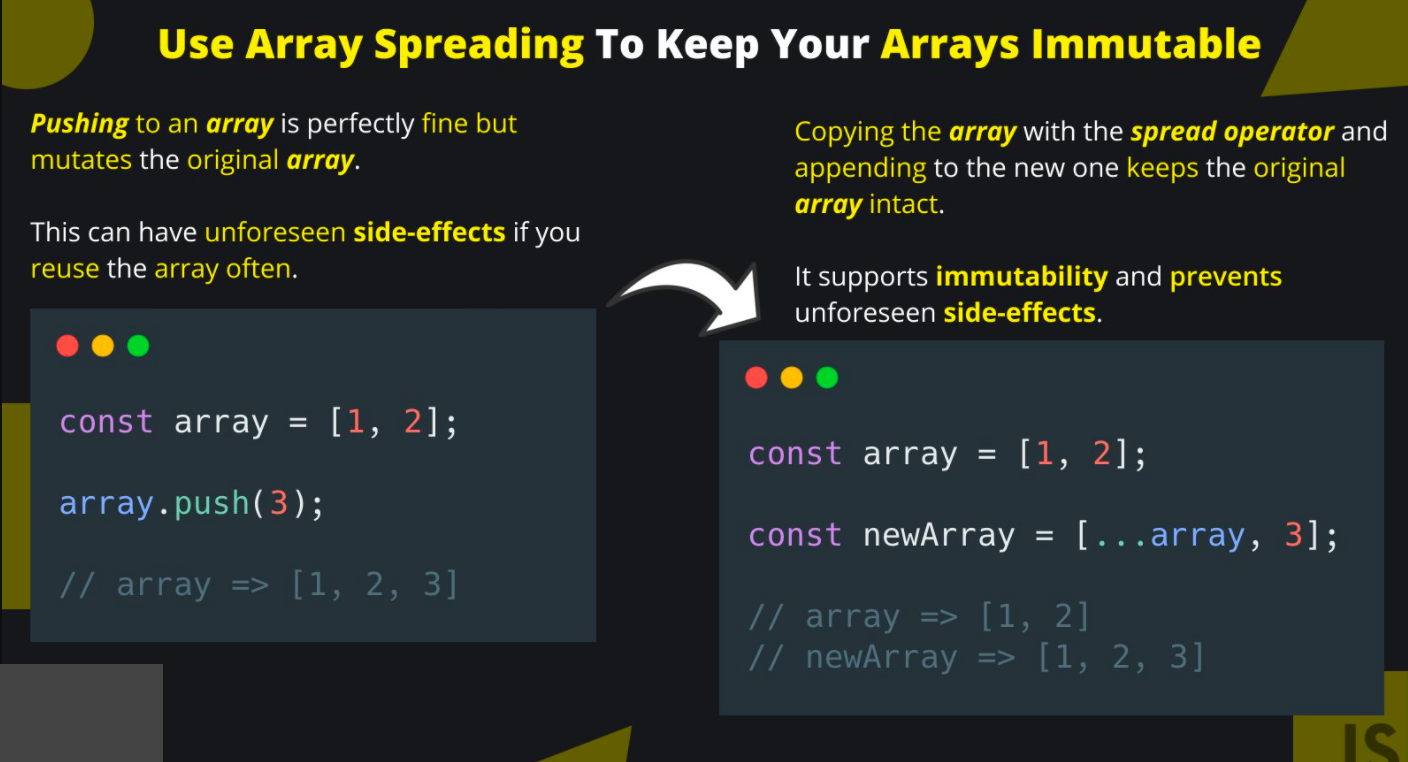 Use Array Spreading To Keep Your Arrays Immutable
Pushing to an array is perfectly fine but
mutates the original array.
This can have unforeseen side-effects if you
reuse the array often.
const array = [1, 2];
array.push(3);
// array => [1, 2, 3]
Copying the array with the spread operator and
appending to the new one keeps the original
array intact.
It supports immutability and prevents
unforeseen side-effects.
const array = [1, 2];
const newArray = [...array, 3];
// array => [1, 2]
// newArray => [1, 2, 3]
JS